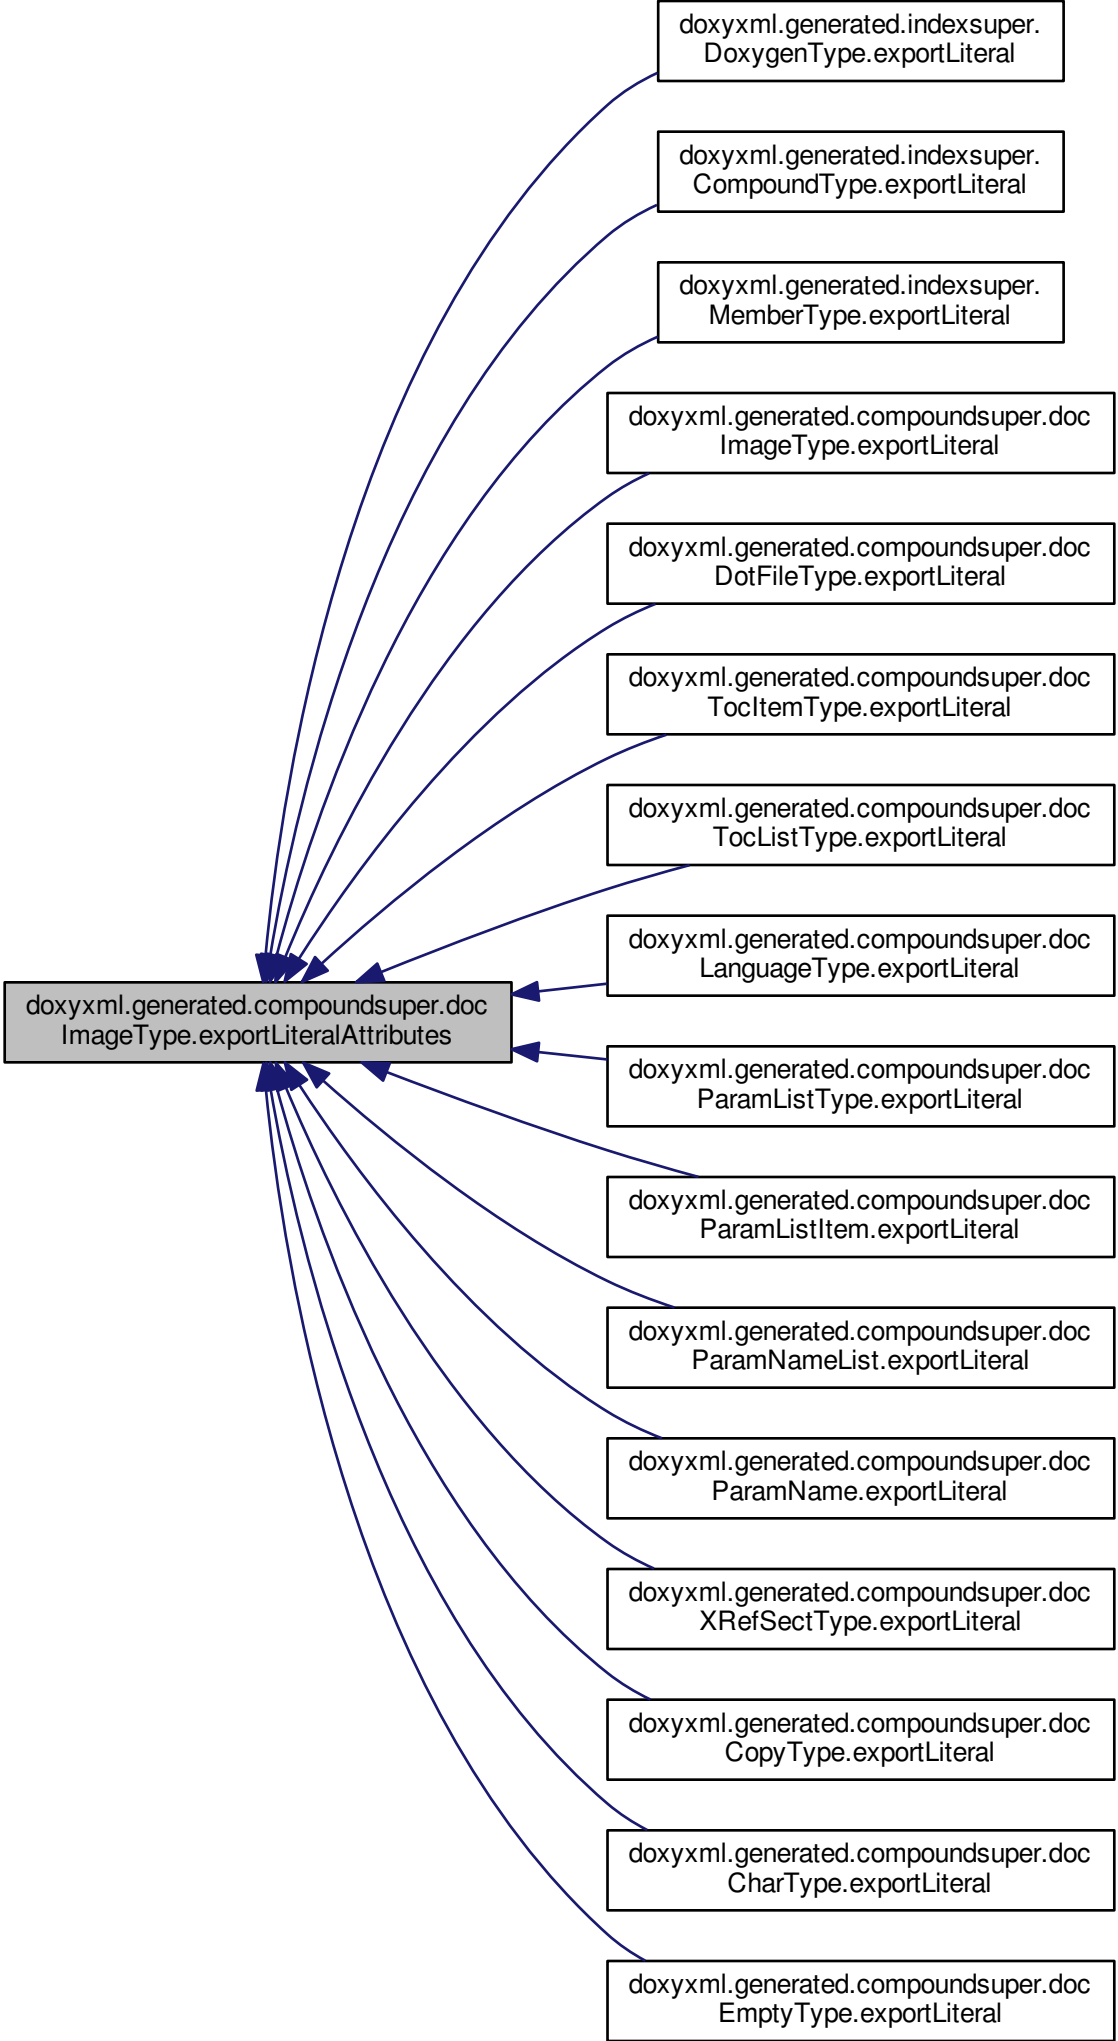 doxyxml.generated.indexsuper.
DoxygenType.exportLiteral
doxyxml.generated.indexsuper.
CompoundType.exportLiteral
doxyxml.generated.indexsuper.
MemberType.exportLiteral
doxyxml.generated.compoundsuper.doc
ImageType.exportLiteral
doxyxml.generated.compoundsuper.doc
DotFileType.exportLiteral
doxyxml.generated.compoundsuper.doc
TocItemType.exportLiteral
doxyxml.generated.compoundsuper.doc
TocListType.exportLiteral
doxyxml.generated.compoundsuper.doc
LanguageType.exportLiteral
doxyxml.generated.compoundsuper.doc
ImageType.exportLiteralAttributes
doxyxml.generated.compoundsuper.doc
ParamListType.exportLiteral
doxyxml.generated.compoundsuper.doc
ParamListItem.exportLiteral
doxyxml.generated.compoundsuper.doc
ParamNameList.exportLiteral
doxyxml.generated.compoundsuper.doc
ParamName.exportLiteral
doxyxml.generated.compoundsuper.doc
XRefSectType.exportLiteral
doxyxml.generated.compoundsuper.doc
CopyType.exportLiteral
doxyxml.generated.compoundsuper.doc
CharType.exportLiteral
doxyxml.generated.compoundsuper.doc
EmptyType.exportLiteral